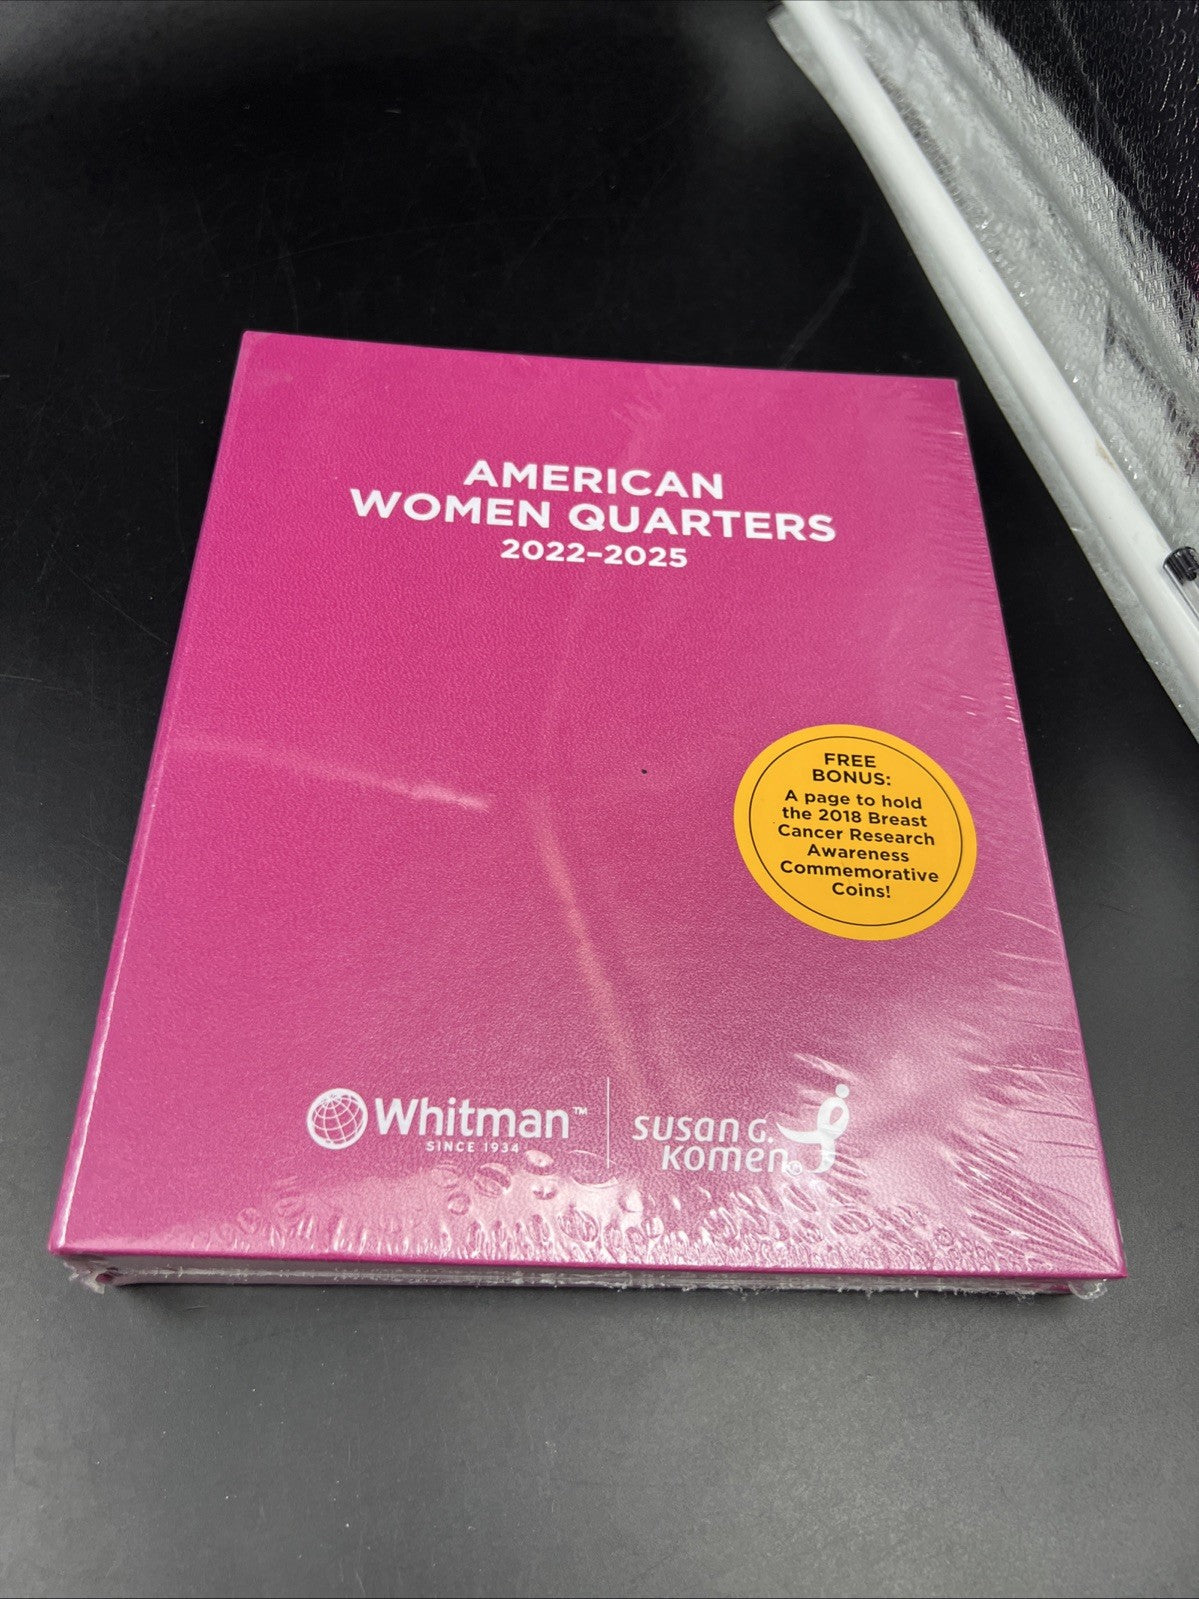 AMERICAN
WOMEN QUARTERS
2022–2025
FREE
BONUS:
A page to hold
the 2018 Breast
Cancer Research
Awareness
Commemorative
Coins!
Whitman™
SINCE 1934
susan G.
komen®